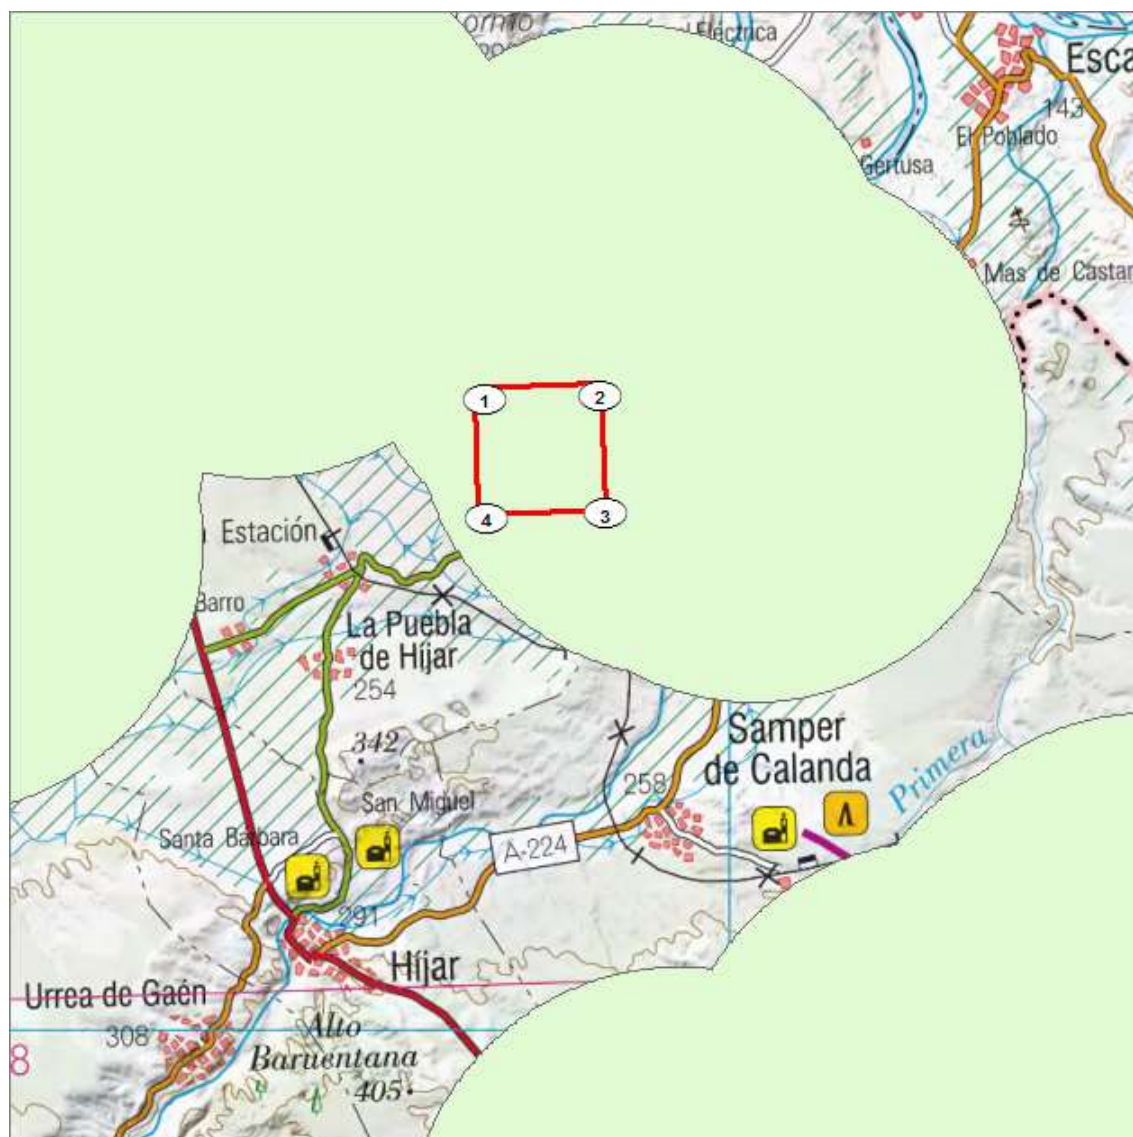 Eléctrica
Esca
143
El Poblado
Gertusa
Mas de Castar
1
2
3
4
Estación
Barro
La Puebla
de Híjar
254
342
San Miguel
Santa Bárbara
Samper
de Calanda
258
Primera
A-224
291
Híjar
Urrea de Gaén
308
Alto
Baruentana
405
8